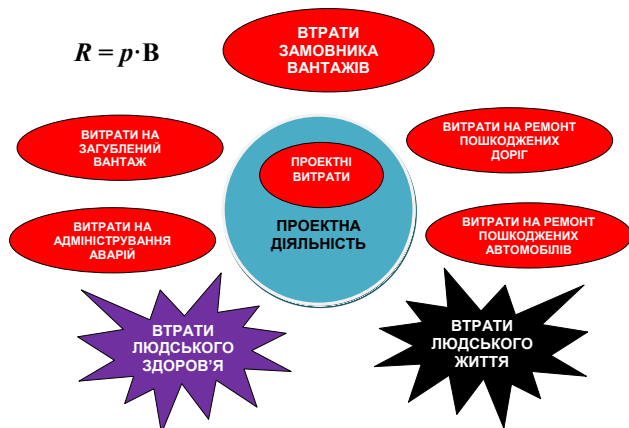 R = p·В
ВТРАТИ
ЗАМОВНИКА
ВАНТАЖІВ
ВИТРАТИ НА
ЗАГУБЛЕНИЙ
ВАНТАЖ
ВИТРАТИ НА РЕМОНТ
ПОШКОДЖЕНИХ
ДОРІГ
ПРОЕКТНІ
ВИТРАТИ
ПРОЕКТНА
ДІЯЛЬНІСТЬ
ВИТРАТИ НА
АДМІНІСТРУВАННЯ
АВАРІЙ
ВИТРАТИ НА РЕМОНТ
ПОШКОДЖЕНИХ
АВТОМОБІЛІВ
ВТРАТИ
ЛЮДСЬКОГО
ЗДОРОВ’Я
ВТРАТИ
ЛЮДСЬКОГО
ЖИТТЯ